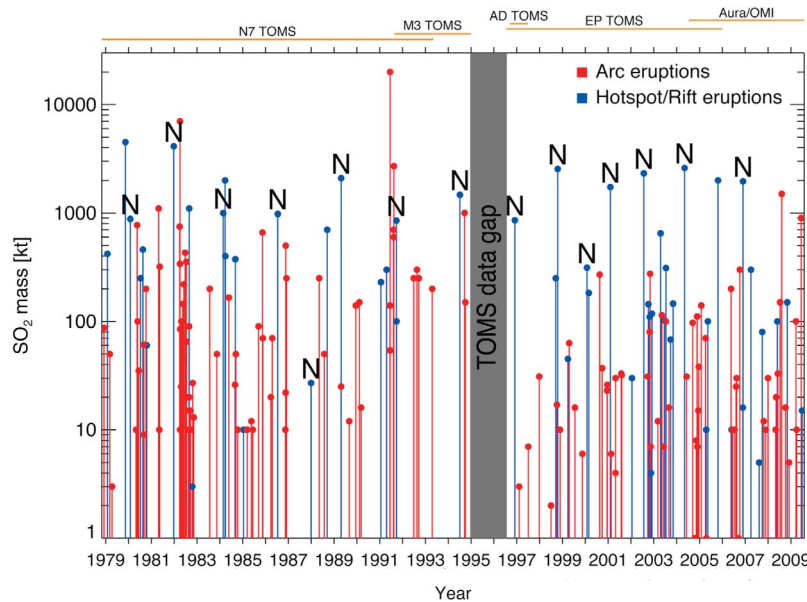 AD TOMS
Aura/OMI
M3 TOMS
EP TOMS
N7 TOMS
Arc eruptions
Hotspot/Rift eruptions
10000
1000
100
10
1
SO2 mass [kt]
N
N
N
N
N
N
N
N
TOMS data gap
N
N
N
N
N
N
N
1979 1981 1983 1985 1987 1989 1991 1993 1995 1997 1999 2001 2003 2005 2007 2009
Year